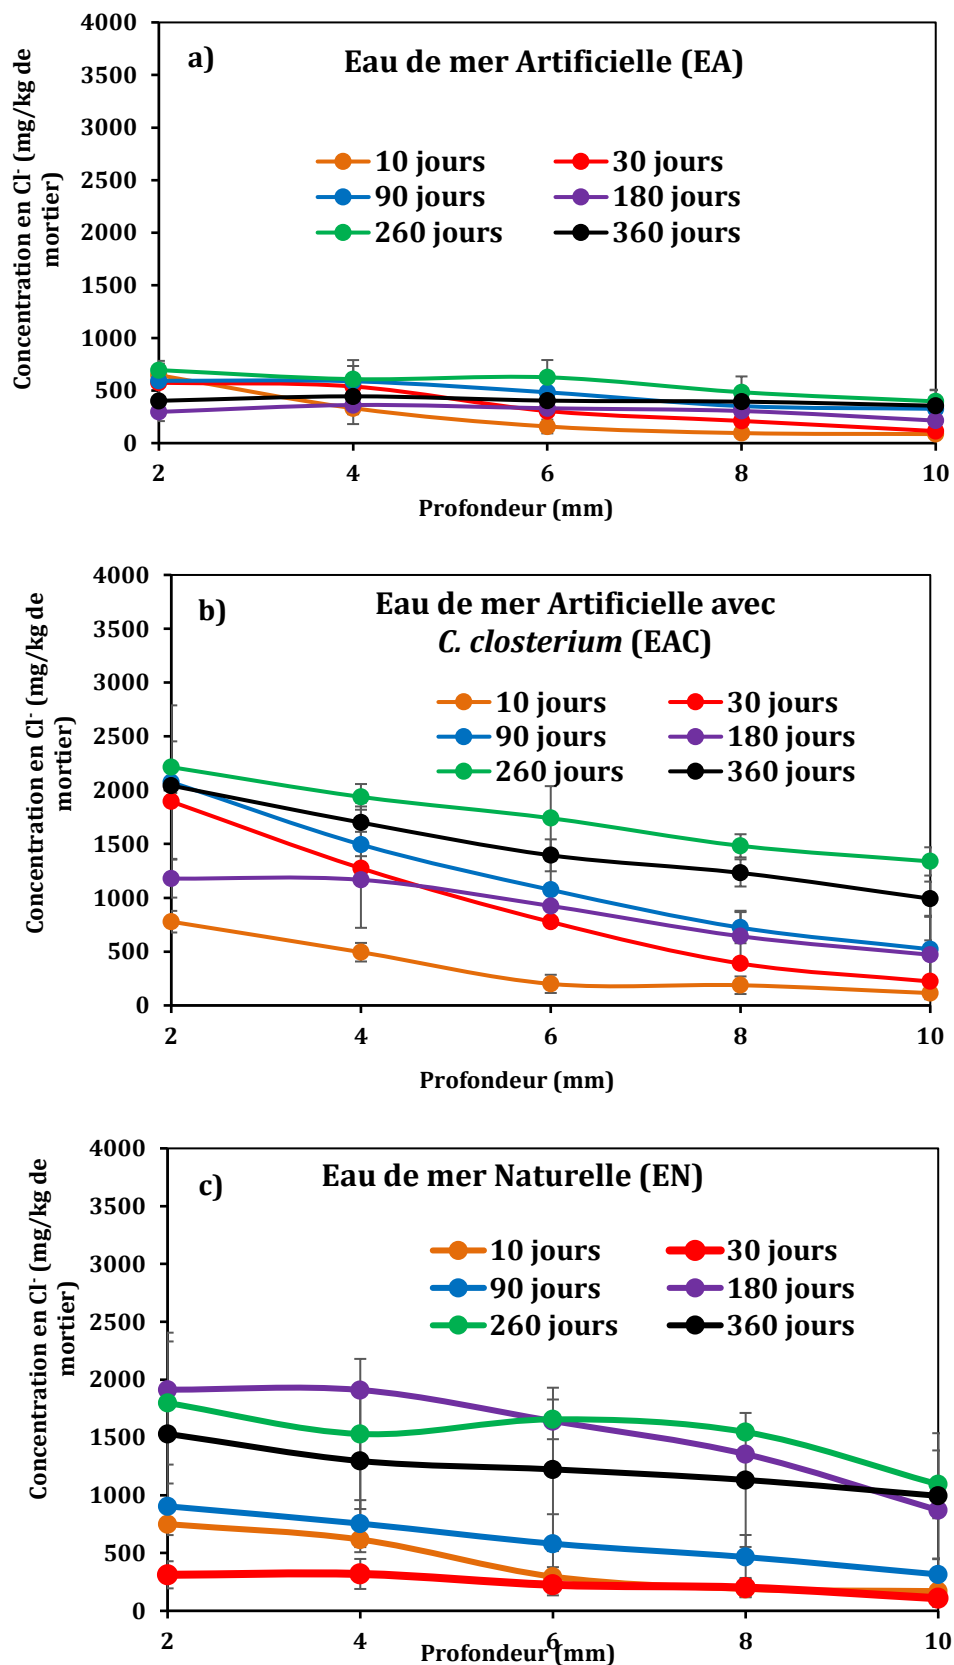 a)
Eau de mer Artificielle (EA)
10 jours
30 jours
90 jours
180 jours
260 jours
360 jours
Concentration en Cl⁻ (mg/kg de
mortier)
4000
3500
3000
2500
2000
1500
1000
500
0
2 4 6 8 10
Profondeur (mm)
b)
Eau de mer Artificielle avec
C. closterium (EAC)
10 jours
30 jours
90 jours
180 jours
260 jours
360 jours
Concentration en Cl⁻ (mg/kg de
mortier)
4000
3500
3000
2500
2000
1500
1000
500
0
2 4 6 8 10
Profondeur (mm)
c)
Eau de mer Naturelle (EN)
10 jours
30 jours
90 jours
180 jours
260 jours
360 jours
Concentration en Cl⁻ (mg/kg de
mortier)
4000
3500
3000
2500
2000
1500
1000
500
0
2 4 6 8 10
Profondeur (mm)